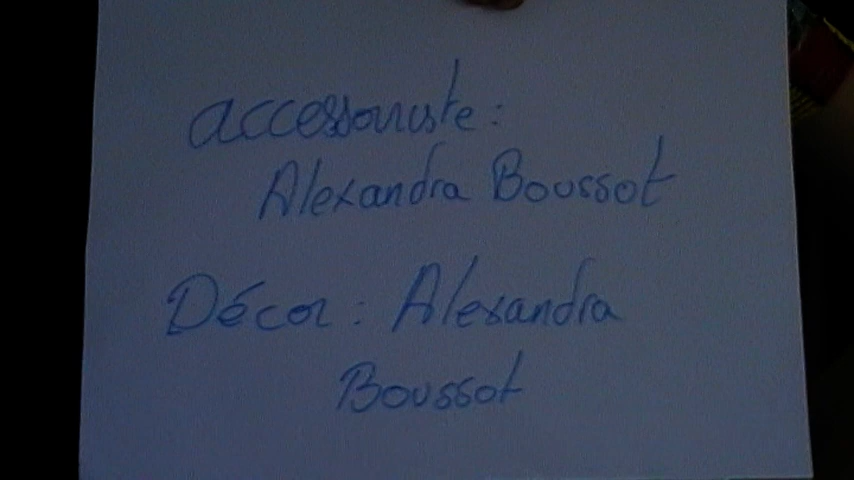 accessoiriste :
Alexandra Boussot
Décor : Alexandra
Boussot